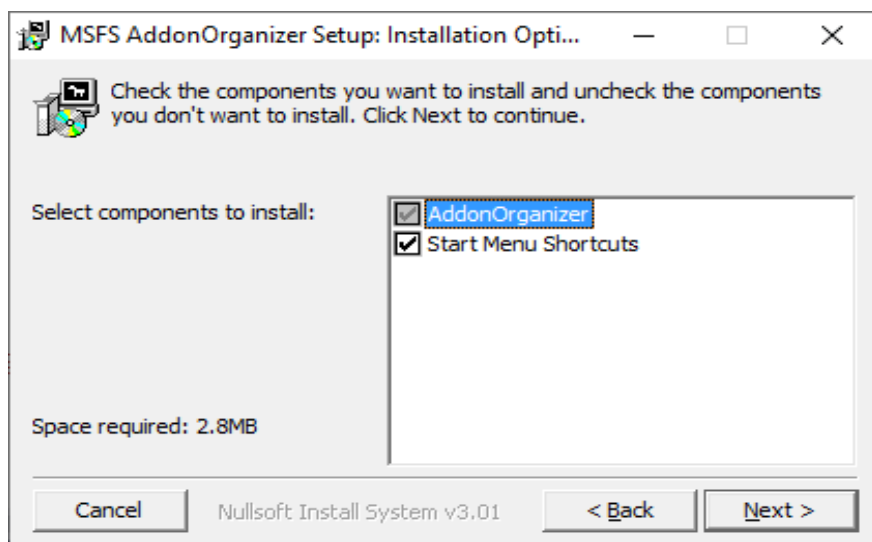 MSFS AddonOrganizer Setup: Installation Opti...
Check the components you want to install and uncheck the components
you don't want to install. Click Next to continue.
Select components to install:
AddonOrganizer
Start Menu Shortcuts
Space required: 2.8MB
Cancel
Nullsoft Install System v3.01
< Back
Next >